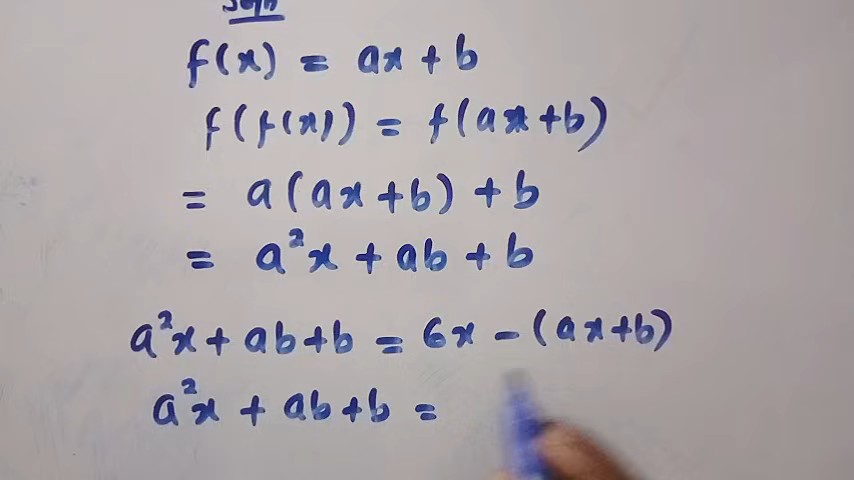 f(x) = ax + b
f(f(x)) = f(ax + b)
= a(ax + b) + b
= a²x + ab + b
a²x + ab + b = 6x - (ax + b)
a²x + ab + b =